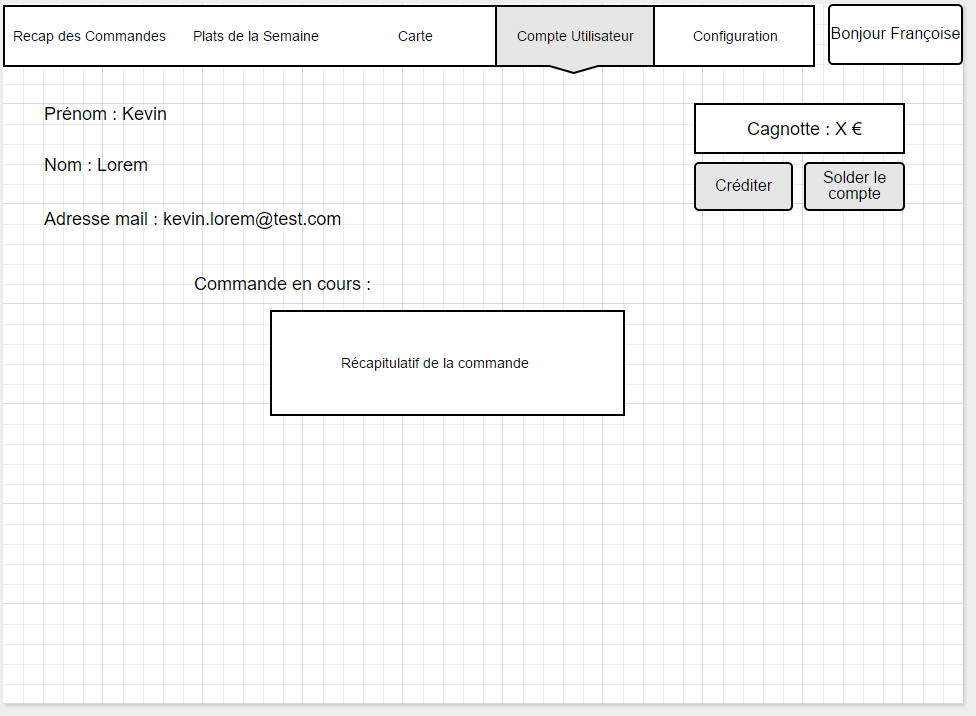 Recap des Commandes
Plats de la Semaine
Carte
Compte Utilisateur
Configuration
Bonjour Françoise
Prénom : Kevin
Cagnotte : X €
Nom : Lorem
Créditer
Solder le
compte
Adresse mail : kevin.lorem@test.com
Commande en cours :
Récapitulatif de la commande